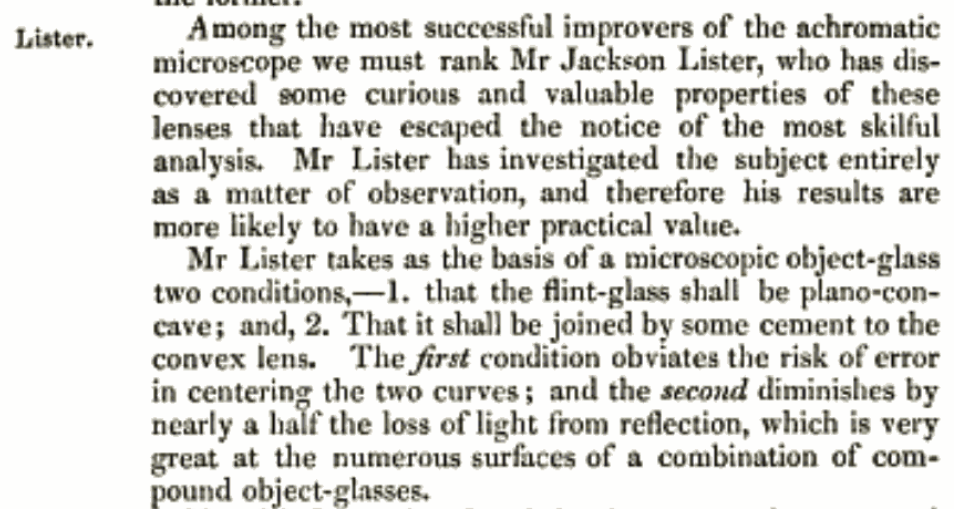 Lister.
Among the most successful improvers of the achromatic
microscope we must rank Mr Jackson Lister, who has dis-
covered some curious and valuable properties of these
lenses that have escaped the notice of the most skilful
analysis. Mr Lister has investigated the subject entirely
as a matter of observation, and therefore his results are
more likely to have a higher practical value.
Mr Lister takes as the basis of a microscopic object-glass
two conditions,—1. that the flint-glass shall be plano-con-
cave; and, 2. That it shall be joined by some cement to the
convex lens. The first condition obviates the risk of error
in centering the two curves; and the second diminishes by
nearly a half the loss of light from reflection, which is very
great at the numerous surfaces of a combination of com-
pound object-glasses.